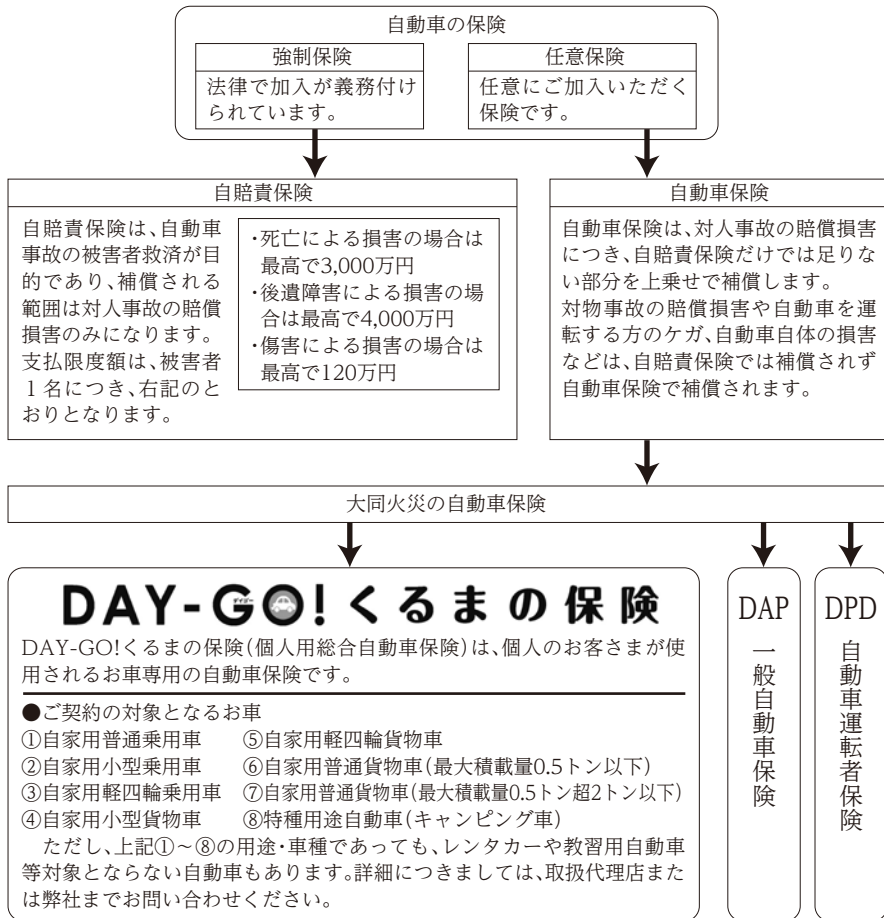 自動車の保険
強制保険
法律で加入が義務付け
られています。
任意保険
任意にご加入いただく
保険です。
自賠責保険
自賠責保険は、自動車
事故の被害者救済が目
的であり、補償される
範囲は対人事故の賠償
損害のみになります。
支払限度額は、被害者
1名につき、右記のと
おりとなります。
・死亡による損害の場合は
最高で3,000万円
・後遺障害による損害の場
合は最高で4,000万円
・傷害による損害の場合は
最高で120万円
自動車保険
自動車保険は、対人事故の賠償損害
につき、自賠責保険だけでは足りな
い部分を上乗せで補償します。
対物事故の賠償損害や自動車を運
転する方のケガ、自動車自体の損害
などは、自賠責保険では補償されず
自動車保険で補償されます。
大同火災の自動車保険
DAY-GO!くるまの保険
DAY-GO!くるまの保険(個人用総合自動車保険)は、個人のお客さまが使
用されるお車専用の自動車保険です。
●ご契約の対象となるお車
①自家用普通乗用車 ⑤自家用軽四輪貨物車
②自家用小型乗用車 ⑥自家用普通貨物車(最大積載量0.5トン以下)
③自家用軽四輪乗用車 ⑦自家用普通貨物車(最大積載量0.5トン超2トン以下)
④自家用小型貨物車 ⑧特種用途自動車(キャンピング車)
ただし、上記①~⑧の用途・車種であっても、レンタカーや教習用自動車
等対象とならない自動車もあります。詳細につきましては、取扱代理店また
は弊社までお問い合わせください。
DAP
一般自動車保険
DPD
自動車運転者保険